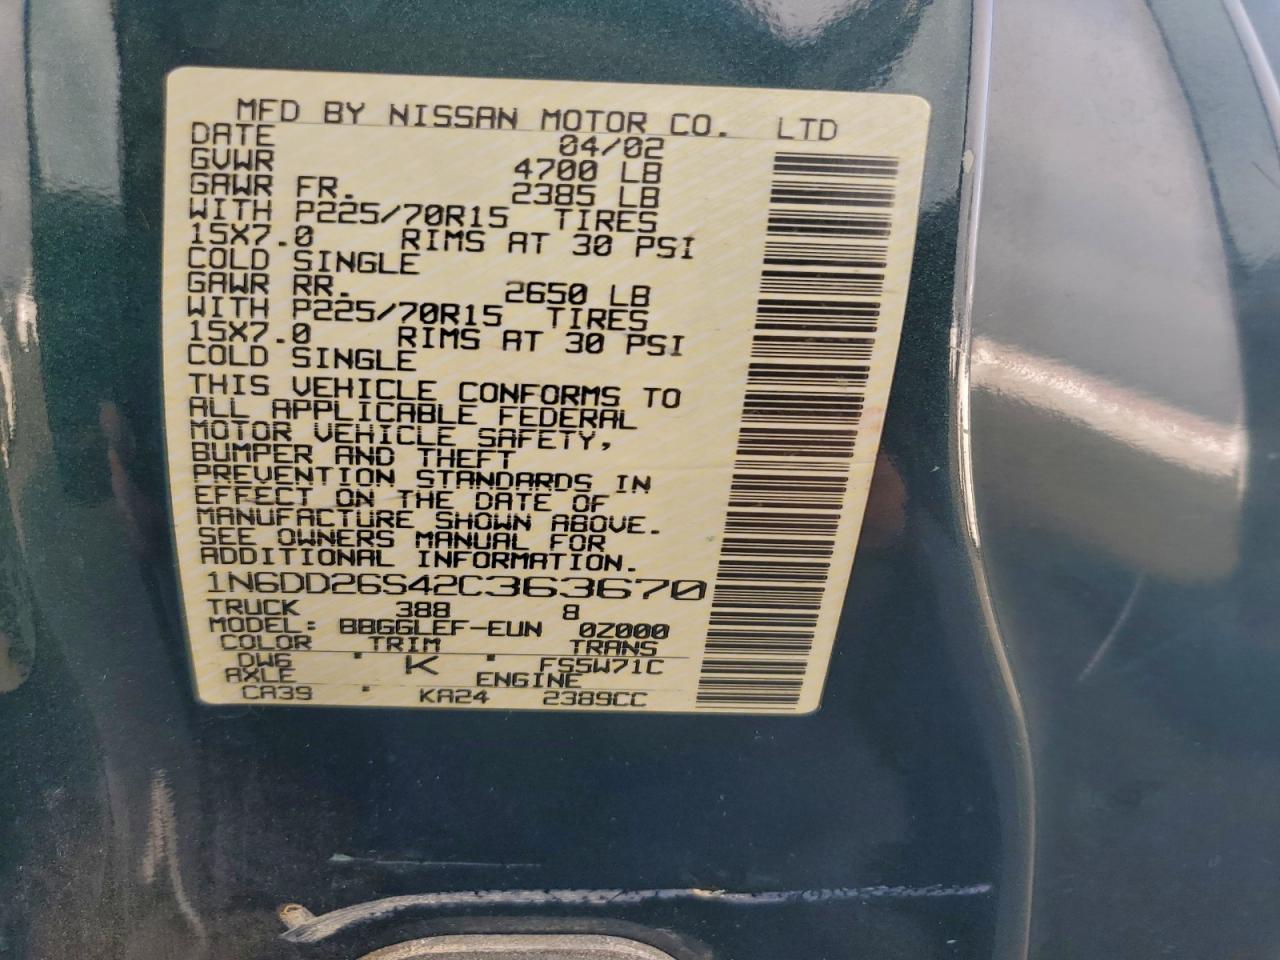 MFD BY NISSAN MOTOR CO. LTD
DATE 04/02
GVWR 4700 LB
GAWR FR. 2385 LB
WITH P225/70R15 TIRES
15X7.0 RIMS AT 30 PSI
COLD SINGLE
GAWR RR. 2650 LB
WITH P225/70R15 TIRES
15X7.0 RIMS AT 30 PSI
COLD SINGLE
THIS VEHICLE CONFORMS TO
ALL APPLICABLE FEDERAL
MOTOR VEHICLE SAFETY,
BUMPER AND THEFT
PREVENTION STANDARDS IN
EFFECT ON THE DATE OF
MANUFACTURE SHOWN ABOVE.
SEE OWNERS MANUAL FOR
ADDITIONAL INFORMATION.
1N6DD26S42C363670
TRUCK 388 8
MODEL: BBGGLEF-EUN 0Z000
COLOR TRIM TRANS
DW6 * K * FS5W71C
AXLE ENGINE
CA39 * KA24 2389CC